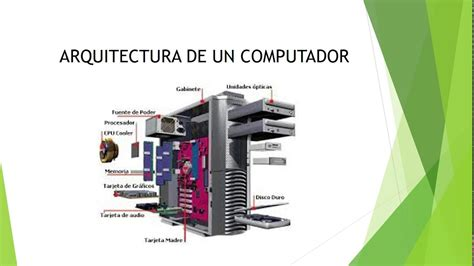 ARQUITECTURA DE UN COMPUTADOR
Gabinete
Unidades ópticas
Fuente de Poder
Procesador
CPU Cooler
Memoria
Tarjeta de Gráficos
Tarjeta de audio
Disco Duro
Tarjeta Mader